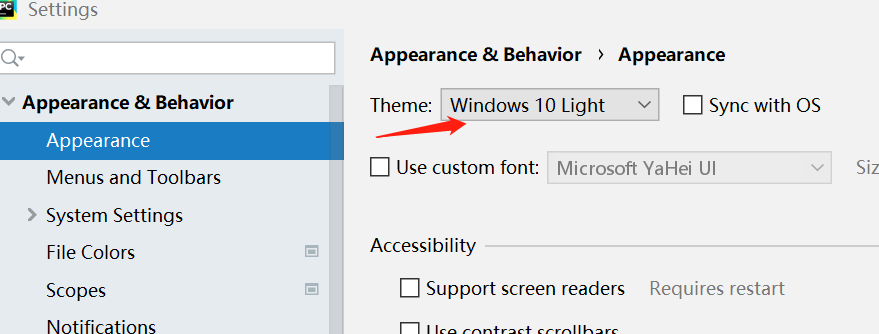 PC Settings
Appearance & Behavior › Appearance
Appearance & Behavior
Theme: Windows 10 Light Sync with OS
Appearance
Menus and Toolbars
Use custom font: Microsoft YaHei UI Siz
System Settings
File Colors
Accessibility
Scopes
Support screen readers Requires restart
Notifications
Use contrast scrollbars